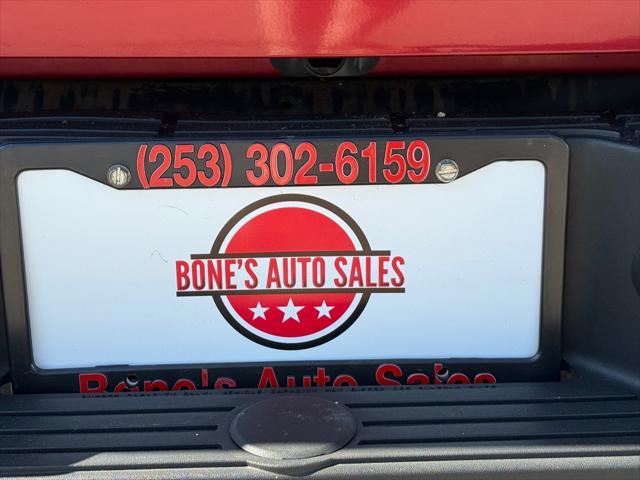 (253) 302-6159
BONE'S AUTO SALES
Bone's Auto Sales